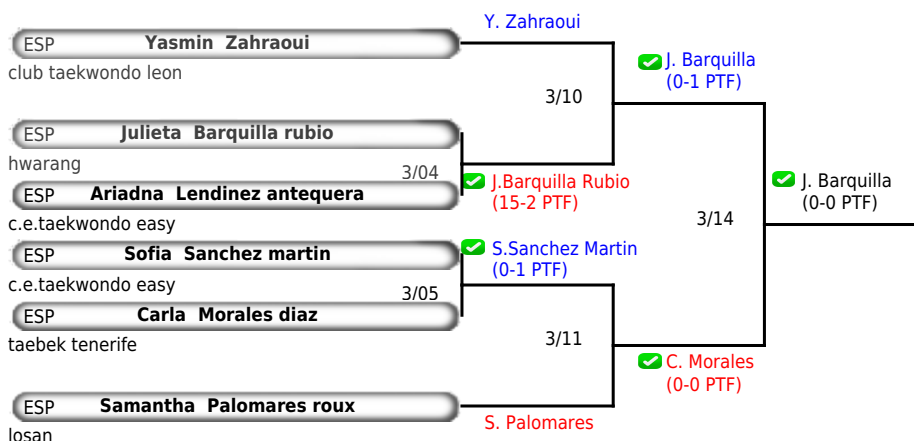 Y. Zahraoui
ESP Yasmin Zahraoui
club taekwondo leon
J. Barquilla
(0-1 PTF)
3/10
ESP Julieta Barquilla rubio
hwarang
3/04
J.Barquilla Rubio
(15-2 PTF)
J. Barquilla
(0-0 PTF)
ESP Ariadna Lendinez antequera
c.e.taekwondo easy
3/14
ESP Sofia Sanchez martin
S.Sanchez Martin
(0-1 PTF)
c.e.taekwondo easy
3/05
ESP Carla Morales diaz
taebek tenerife
3/11
C. Morales
(0-0 PTF)
ESP Samantha Palomares roux
S. Palomares
losan